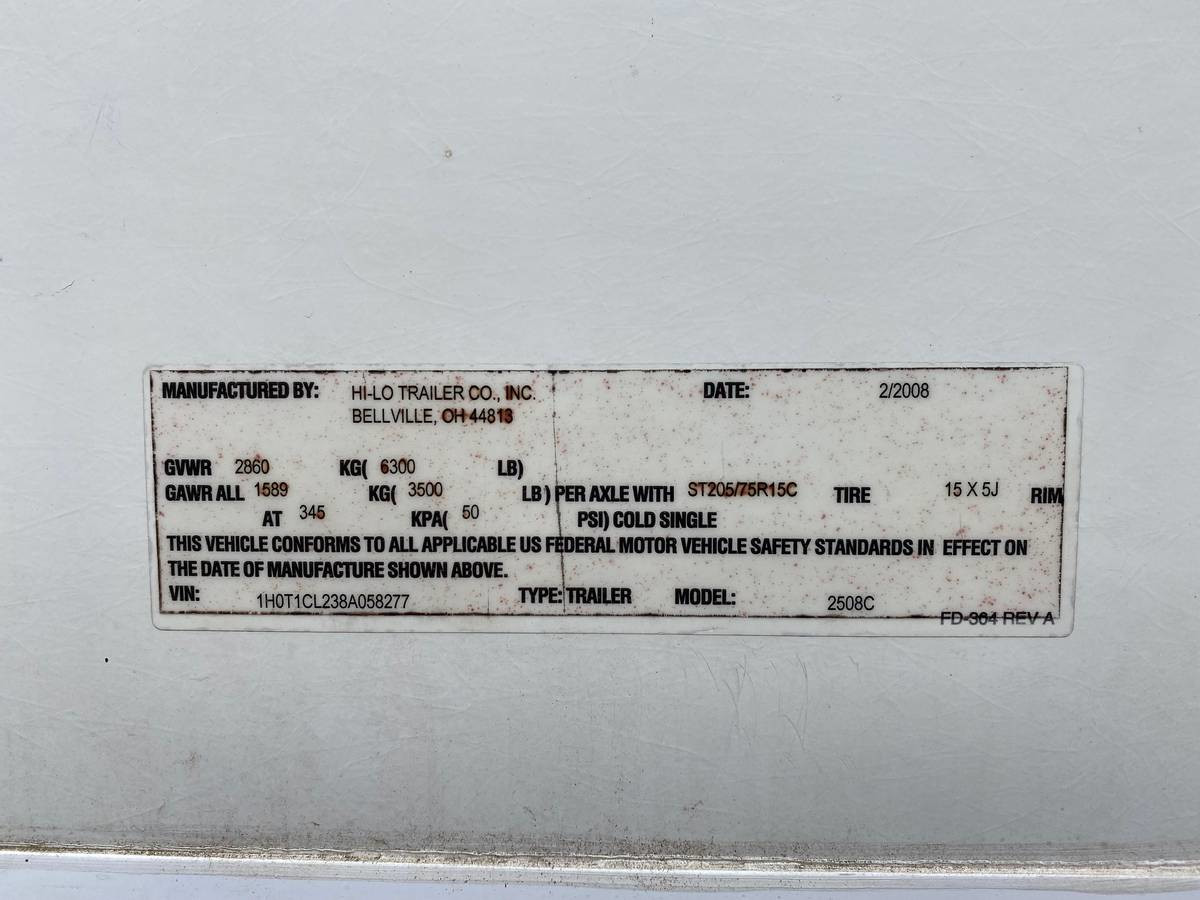 MANUFACTURED BY: HI-LO TRAILER CO., INC. DATE: 2/2008
BELLVILLE, OH 44813
GVWR 2860 KG( 6300 LB)
GAWR ALL 1589 KG( 3500 LB ) PER AXLE WITH ST205/75R15C TIRE 15 X 5J RIM
AT 345 KPA( 50 PSI) COLD SINGLE
THIS VEHICLE CONFORMS TO ALL APPLICABLE US FEDERAL MOTOR VEHICLE SAFETY STANDARDS IN EFFECT ON
THE DATE OF MANUFACTURE SHOWN ABOVE.
VIN: 1H0T1CL238A058277 TYPE: TRAILER MODEL: 2508C
FD-364 REV A